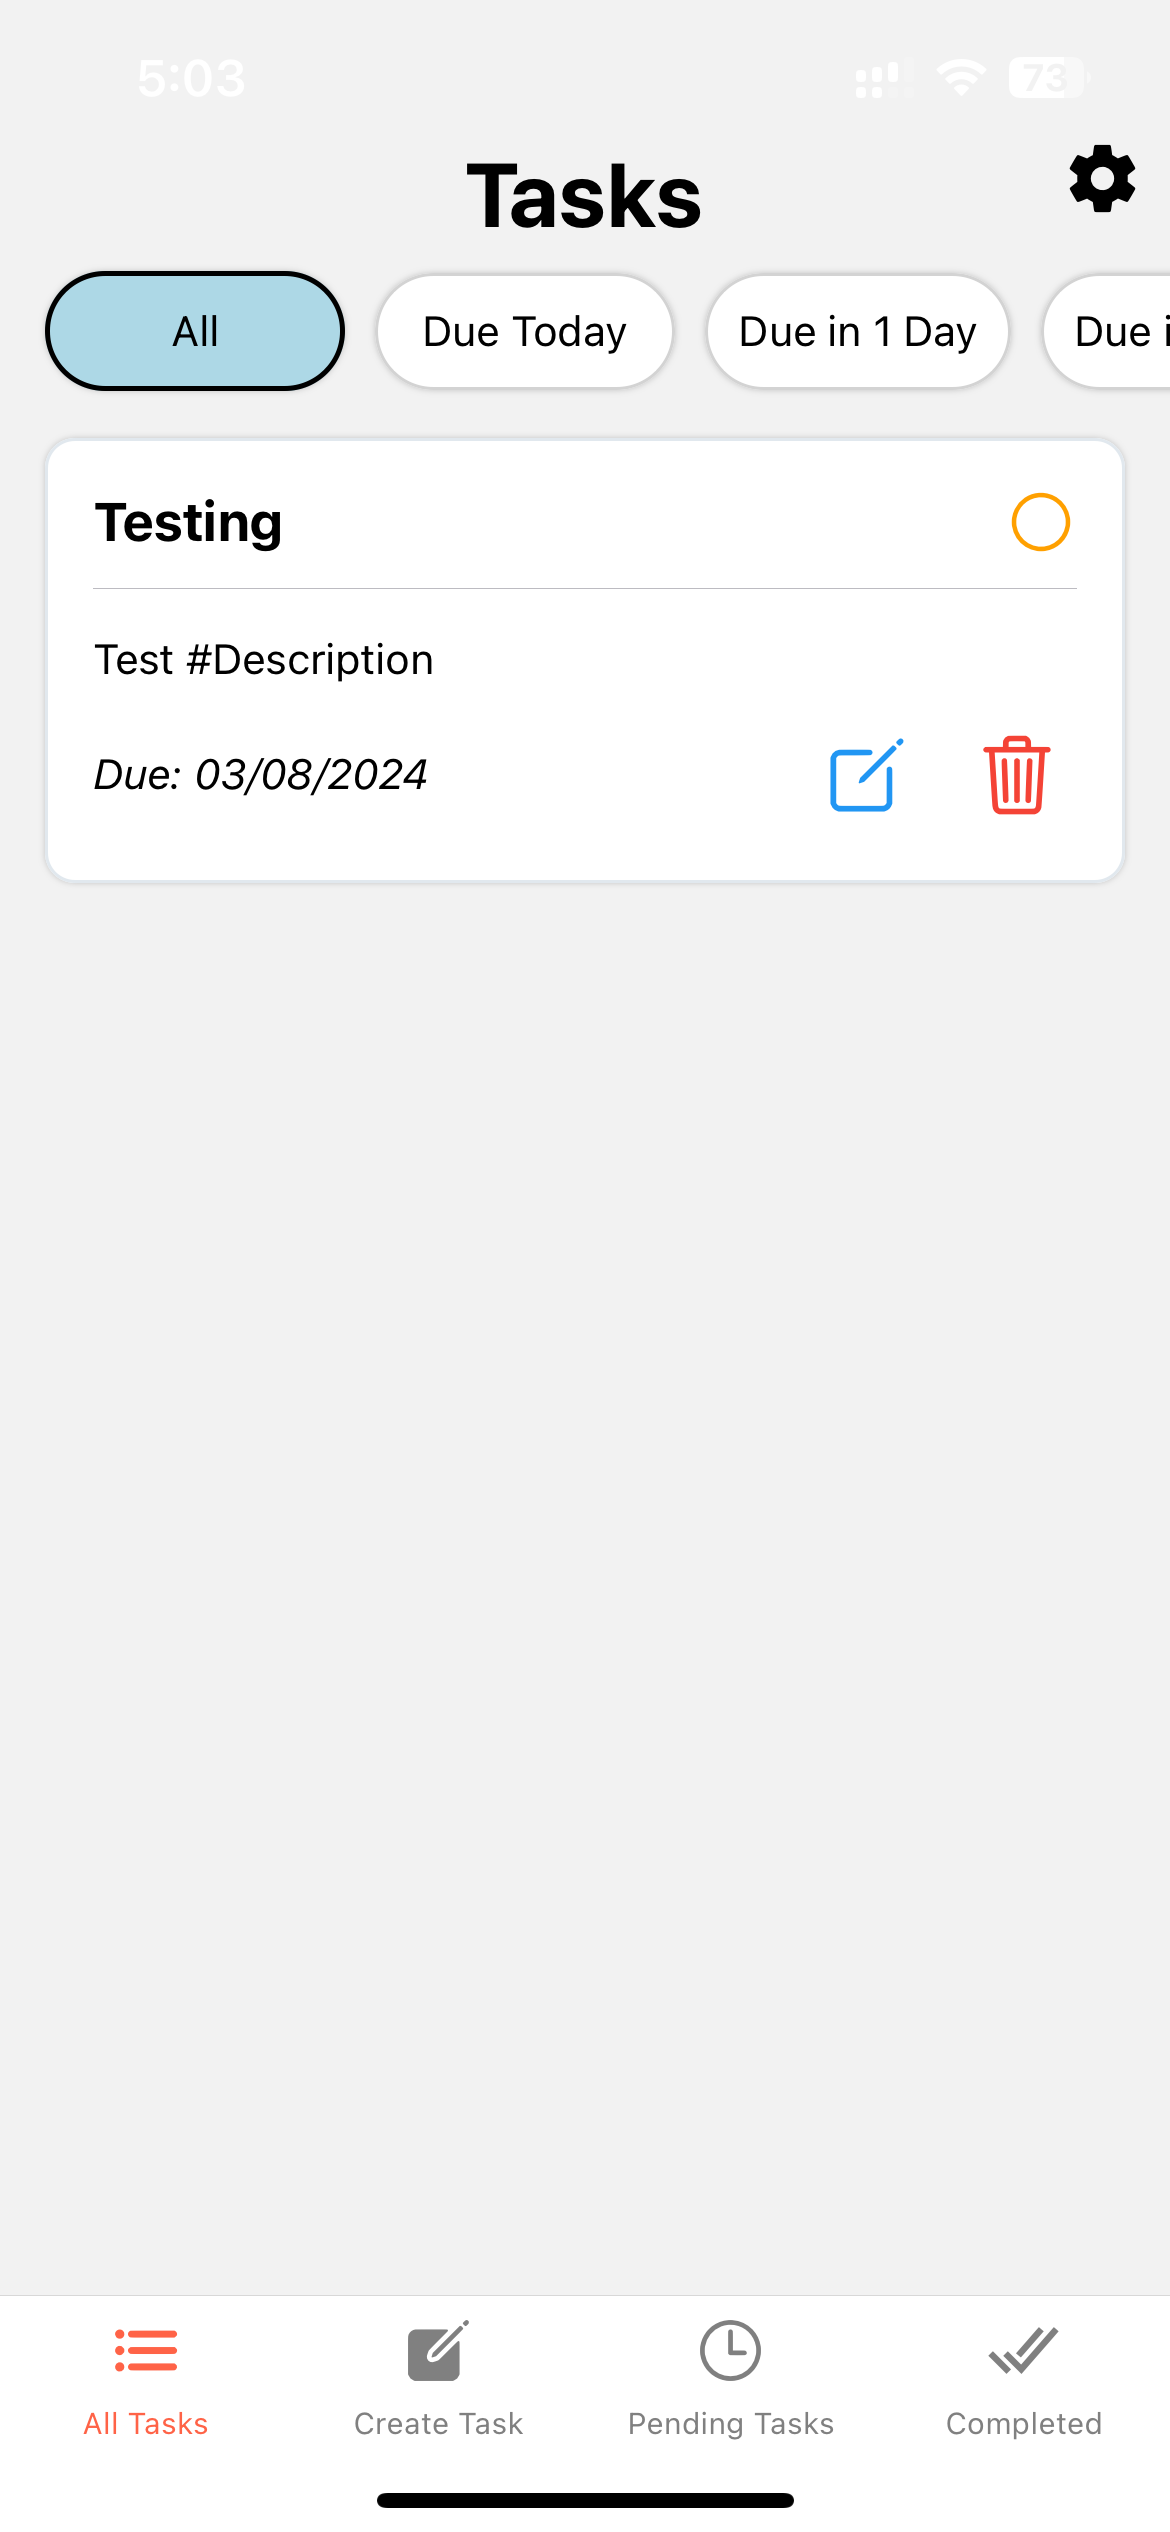 5:03
73
Tasks
All
Due Today
Due in 1 Day
Due i
Testing
Test #Description
Due: 03/08/2024
All Tasks
Create Task
Pending Tasks
Completed